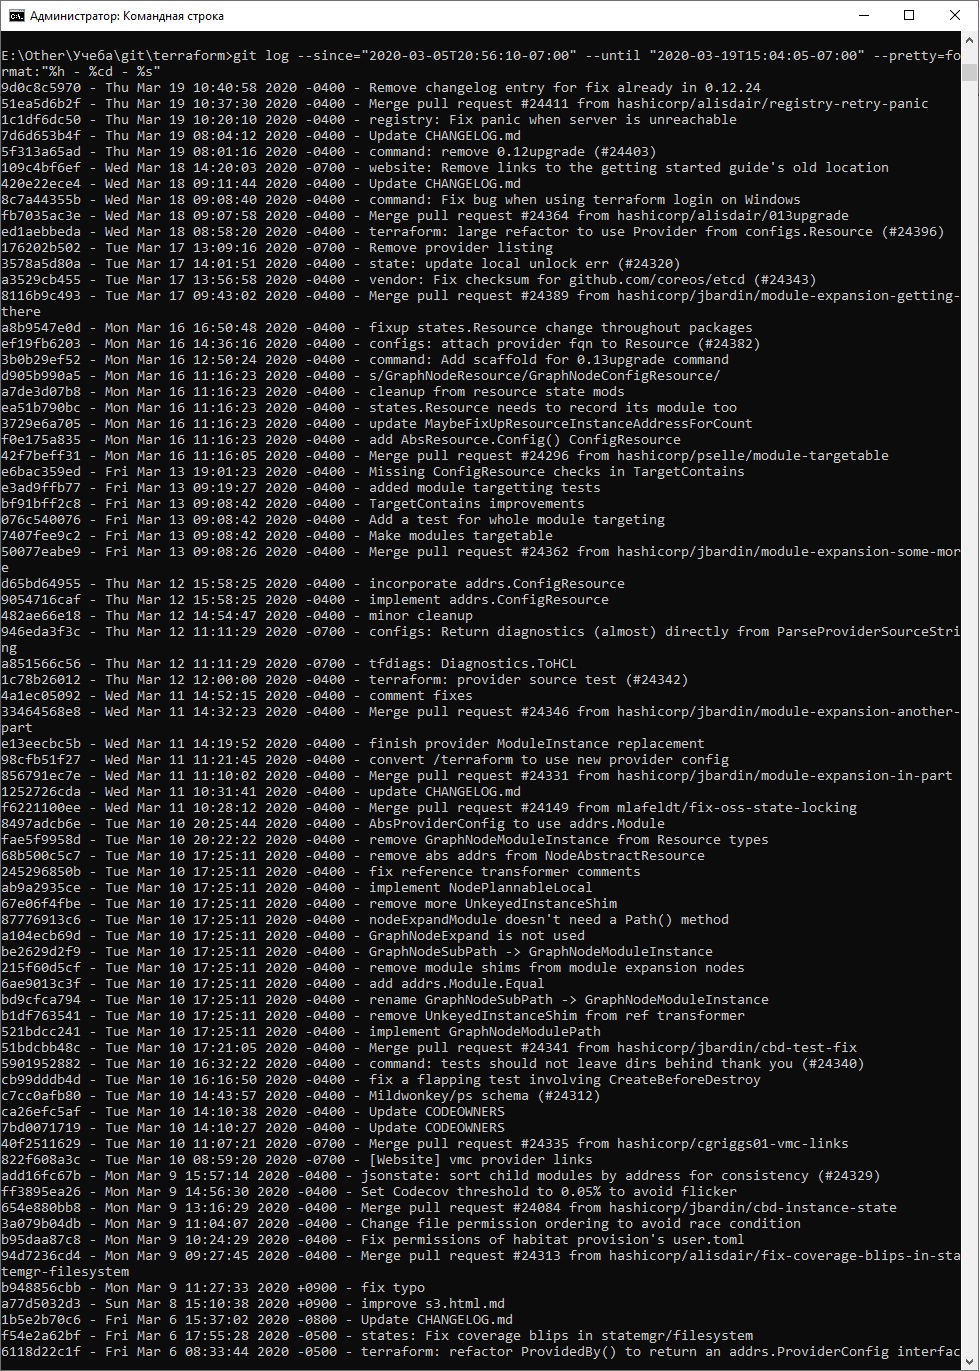 Администратор: Командная строка
E:\Other\Учеба\git\terraform>git log --since="2020-03-05T20:56:10-07:00" --until "2020-03-19T15:04:05-07:00" --pretty=fo
rmat:"%h - %cd - %s"
9d0c8c5970 - Thu Mar 19 10:40:58 2020 -0400 - Remove changelog entry for fix already in 0.12.24
51ea5d6b2f - Thu Mar 19 10:37:30 2020 -0400 - Merge pull request #24411 from hashicorp/alisdair/registry-retry-panic
1c1df6dc50 - Thu Mar 19 10:20:10 2020 -0400 - registry: Fix panic when server is unreachable
7d6d653b4f - Thu Mar 19 08:04:12 2020 -0400 - Update CHANGELOG.md
5f313a65ad - Thu Mar 19 08:01:16 2020 -0400 - command: remove 0.12upgrade (#24403)
109c4bf6ef - Wed Mar 18 14:20:03 2020 -0700 - website: Remove links to the getting started guide's old location
420e22ece4 - Wed Mar 18 09:11:44 2020 -0400 - Update CHANGELOG.md
8c7a44355b - Wed Mar 18 09:08:40 2020 -0400 - command: Fix bug when using terraform login on Windows
fb7035ac3e - Wed Mar 18 09:07:58 2020 -0400 - Merge pull request #24364 from hashicorp/alisdair/013upgrade
ed1aebbeda - Wed Mar 18 08:58:20 2020 -0400 - terraform: large refactor to use Provider from configs.Resource (#24396)
176202b502 - Tue Mar 17 13:09:16 2020 -0700 - Remove provider listing
3578a5d80a - Tue Mar 17 14:01:51 2020 -0400 - state: update local unlock err (#24320)
a3529cb455 - Tue Mar 17 13:56:58 2020 -0400 - vendor: Fix checksum for github.com/coreos/etcd (#24343)
8116b9c493 - Tue Mar 17 09:43:02 2020 -0400 - Merge pull request #24389 from hashicorp/jbardin/module-expansion-getting-
there
a8b9547e0d - Mon Mar 16 16:50:48 2020 -0400 - fixup states.Resource change throughout packages
ef19fb6203 - Mon Mar 16 14:36:16 2020 -0400 - configs: attach provider fqn to Resource (#24382)
3b0b29ef52 - Mon Mar 16 12:50:24 2020 -0400 - command: Add scaffold for 0.13upgrade command
d905b990a5 - Mon Mar 16 11:16:23 2020 -0400 - s/GraphNodeResource/GraphNodeConfigResource/
a7de3d07b8 - Mon Mar 16 11:16:23 2020 -0400 - cleanup from resource state mods
ea51b790bc - Mon Mar 16 11:16:23 2020 -0400 - states.Resource needs to record its module too
3729e6a705 - Mon Mar 16 11:16:23 2020 -0400 - update MaybeFixUpResourceInstanceAddressForCount
f0e175a835 - Mon Mar 16 11:16:23 2020 -0400 - add AbsResource.Config() ConfigResource
42f7beff31 - Mon Mar 16 11:16:05 2020 -0400 - Merge pull request #24296 from hashicorp/pselle/module-targetable
e6bac359ed - Fri Mar 13 19:01:23 2020 -0400 - Missing ConfigResource checks in TargetContains
e3ad9ffb77 - Fri Mar 13 09:19:27 2020 -0400 - added module targetting tests
bf91bff2c8 - Fri Mar 13 09:08:42 2020 -0400 - TargetContains improvements
076c540076 - Fri Mar 13 09:08:42 2020 -0400 - Add a test for whole module targeting
7407fee9c2 - Fri Mar 13 09:08:42 2020 -0400 - Make modules targetable
50077eabe9 - Fri Mar 13 09:08:26 2020 -0400 - Merge pull request #24362 from hashicorp/jbardin/module-expansion-some-mor
e
d65bd64955 - Thu Mar 12 15:58:25 2020 -0400 - incorporate addrs.ConfigResource
9054716caf - Thu Mar 12 15:58:25 2020 -0400 - implement addrs.ConfigResource
482ae66e18 - Thu Mar 12 14:54:47 2020 -0400 - minor cleanup
946eda3f3c - Thu Mar 12 11:11:29 2020 -0700 - configs: Return diagnostics (almost) directly from ParseProviderSourceStri
ng
a851566c56 - Thu Mar 12 11:11:29 2020 -0700 - tfdiags: Diagnostics.ToHCL
1c78b26012 - Thu Mar 12 12:00:00 2020 -0400 - terraform: provider source test (#24342)
4a1ec05092 - Wed Mar 11 14:52:15 2020 -0400 - comment fixes
33464568e8 - Wed Mar 11 14:32:23 2020 -0400 - Merge pull request #24346 from hashicorp/jbardin/module-expansion-another-
part
e13eecbc5b - Wed Mar 11 14:19:52 2020 -0400 - finish provider ModuleInstance replacement
98cfb51f27 - Wed Mar 11 11:21:45 2020 -0400 - convert /terraform to use new provider config
856791ec7e - Wed Mar 11 11:10:02 2020 -0400 - Merge pull request #24331 from hashicorp/jbardin/module-expansion-in-part
1252726cda - Wed Mar 11 10:31:41 2020 -0400 - update CHANGELOG.md
f6221100ee - Wed Mar 11 10:28:12 2020 -0400 - Merge pull request #24149 from mlafeldt/fix-oss-state-locking
8497adcb6e - Tue Mar 10 20:25:44 2020 -0400 - AbsProviderConfig to use addrs.Module
fae5f9958d - Tue Mar 10 20:22:22 2020 -0400 - remove GraphNodeModuleInstance from Resource types
68b500c5c7 - Tue Mar 10 17:25:11 2020 -0400 - remove abs addrs from NodeAbstractResource
245296850b - Tue Mar 10 17:25:11 2020 -0400 - fix reference transformer comments
ab9a2935ce - Tue Mar 10 17:25:11 2020 -0400 - implement NodePlannableLocal
67e06f4fbe - Tue Mar 10 17:25:11 2020 -0400 - remove more UnkeyedInstanceShim
87776913c6 - Tue Mar 10 17:25:11 2020 -0400 - nodeExpandModule doesn't need a Path() method
a104ecb69d - Tue Mar 10 17:25:11 2020 -0400 - GraphNodeExpand is not used
be2629d2f9 - Tue Mar 10 17:25:11 2020 -0400 - GraphNodeSubPath -> GraphNodeModuleInstance
215f60d5cf - Tue Mar 10 17:25:11 2020 -0400 - remove module shims from module expansion nodes
6ae9013c3f - Tue Mar 10 17:25:11 2020 -0400 - add addrs.Module.Equal
bd9cfca794 - Tue Mar 10 17:25:11 2020 -0400 - rename GraphNodeSubPath -> GraphNodeModuleInstance
b1df763541 - Tue Mar 10 17:25:11 2020 -0400 - remove UnkeyedInstanceShim from ref transformer
521bdcc241 - Tue Mar 10 17:25:11 2020 -0400 - implement GraphNodeModulePath
51bdcbb48c - Tue Mar 10 17:21:05 2020 -0400 - Merge pull request #24341 from hashicorp/jbardin/cbd-test-fix
5901952882 - Tue Mar 10 16:32:22 2020 -0400 - command: tests should not leave dirs behind thank you (#24340)
cb99dddb4d - Tue Mar 10 16:16:50 2020 -0400 - fix a flapping test involving CreateBeforeDestroy
c7cc0afb80 - Tue Mar 10 14:43:57 2020 -0400 - Mildwonkey/ps schema (#24312)
ca26efc5af - Tue Mar 10 14:10:38 2020 -0400 - Update CODEOWNERS
7bd0071719 - Tue Mar 10 14:10:27 2020 -0400 - Update CODEOWNERS
40f2511629 - Tue Mar 10 11:07:21 2020 -0700 - Merge pull request #24335 from hashicorp/cgriggs01-vmc-links
822f608a3c - Tue Mar 10 08:59:20 2020 -0700 - [Website] vmc provider links
add16fc67b - Mon Mar 9 15:57:14 2020 -0400 - jsonstate: sort child modules by address for consistency (#24329)
ff3895ea26 - Mon Mar 9 14:56:30 2020 -0400 - Set Codecov threshold to 0.05% to avoid flicker
654e880bb8 - Mon Mar 9 13:16:29 2020 -0400 - Merge pull request #24084 from hashicorp/jbardin/cbd-instance-state
3a079b04db - Mon Mar 9 11:04:07 2020 -0400 - Change file permission ordering to avoid race condition
b95daa87c8 - Mon Mar 9 10:24:29 2020 -0400 - Fix permissions of habitat provision's user.toml
94d7236cd4 - Mon Mar 9 09:27:45 2020 -0400 - Merge pull request #24313 from hashicorp/alisdair/fix-coverage-blips-in-sta
temgr-filesystem
b948856cbb - Mon Mar 9 11:27:33 2020 +0900 - fix typo
a77d5032d3 - Sun Mar 8 15:10:38 2020 +0900 - improve s3.html.md
1b5e2b70c6 - Fri Mar 6 15:37:02 2020 -0800 - Update CHANGELOG.md
f54e2a62bf - Fri Mar 6 17:55:28 2020 -0500 - states: Fix coverage blips in statemgr/filesystem
6118d22c1f - Fri Mar 6 08:33:44 2020 -0500 - terraform: refactor ProvidedBy() to return an addrs.ProviderConfig interfac